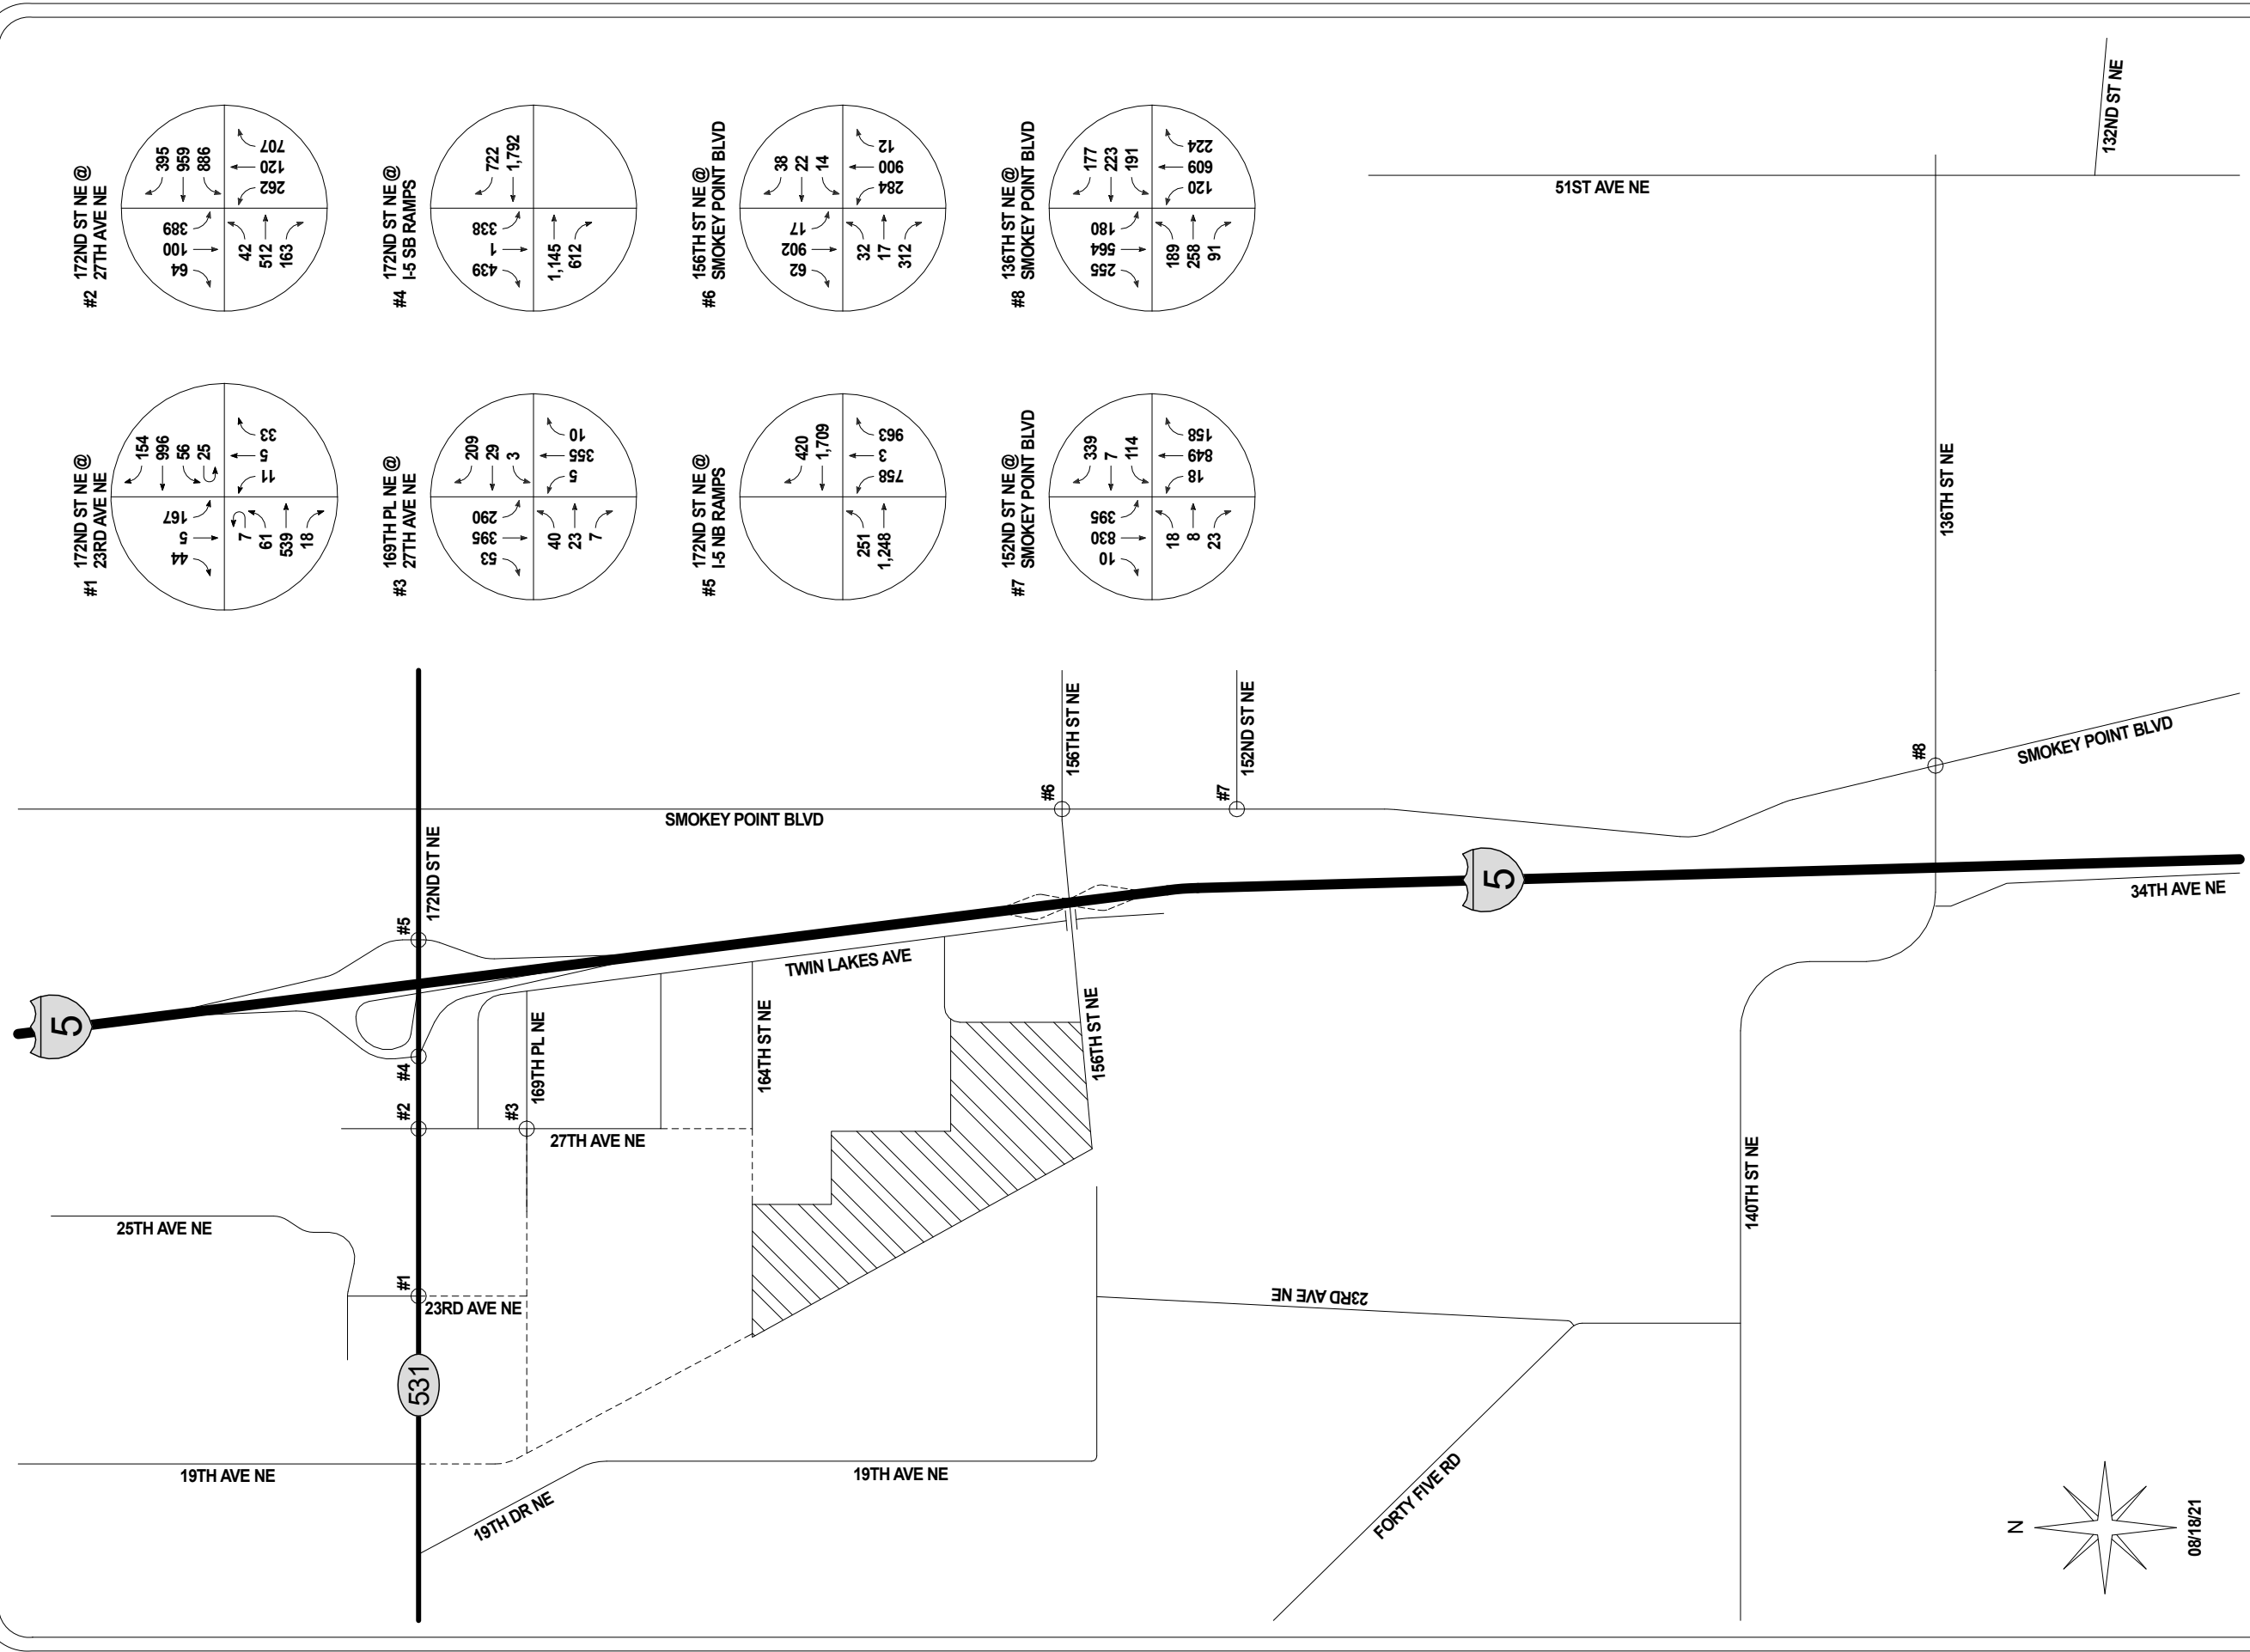 #1 172ND ST NE @
23RD AVE NE
154
996
56
25
167
5
44
7
61
539
18
33
5
11
#2 172ND ST NE @
27TH AVE NE
395
959
886
389
100
64
42
512
163
707
120
262
#3 169TH PL NE @
27TH AVE NE
209
29
3
290
395
53
40
23
7
10
355
5
#4 172ND ST NE @
I-5 SB RAMPS
722
1,792
338
1
439
1,145
612
#5 172ND ST NE @
I-5 NB RAMPS
420
1,709
251
1,248
963
3
758
#6 156TH ST NE @
SMOKEY POINT BLVD
38
22
14
17
902
62
32
17
312
12
900
284
#7 152ND ST NE @
SMOKEY POINT BLVD
339
7
114
395
830
10
18
8
23
158
849
18
#8 136TH ST NE @
SMOKEY POINT BLVD
177
223
191
180
564
255
189
258
91
224
609
120
5
19TH AVE NE
25TH AVE NE
531
#1
#2
#4
#5
172ND ST NE
23RD AVE NE
19TH DR NE
#3
169TH PL NE
27TH AVE NE
SMOKEY POINT BLVD
TWIN LAKES AVE
164TH ST NE
19TH AVE NE
#6
156TH ST NE
156TH ST NE
#7
152ND ST NE
23RD AVE NE
FORTY FIVE RD
5
51ST AVE NE
140TH ST NE
#8
136TH ST NE
SMOKEY POINT BLVD
34TH AVE NE
132ND ST NE
N
08/18/21